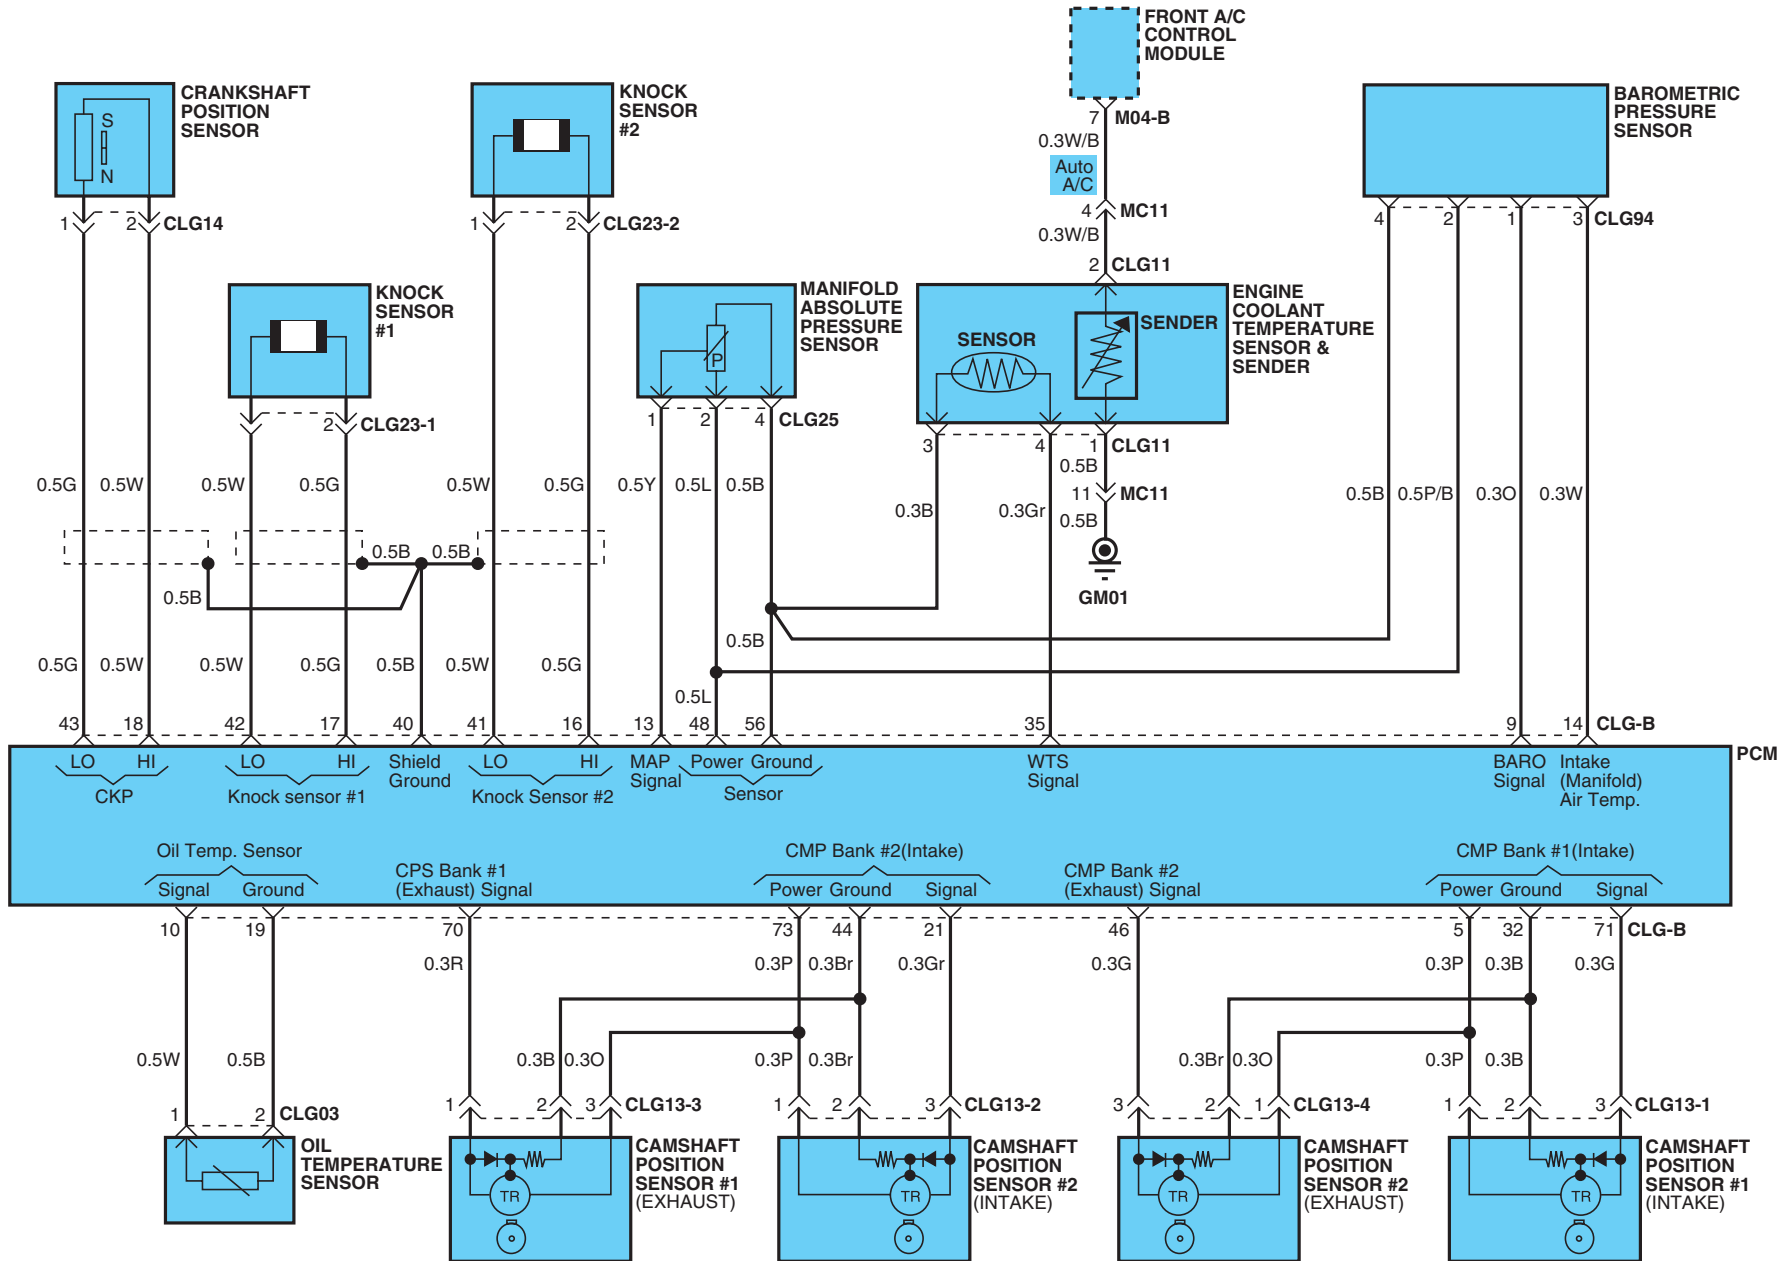 FRONT A/C
CONTROL
MODULE
7 M04-B
0.3W/B
Auto
A/C
4 MC11
0.3W/B
2 CLG11
CRANKSHAFT
POSITION
SENSOR
S
N
1 2 CLG14
KNOCK
SENSOR
#2
1 2 CLG23-2
BAROMETRIC
PRESSURE
SENSOR
4 2 1 3 CLG94
KNOCK
SENSOR
#1
2 CLG23-1
MANIFOLD
ABSOLUTE
PRESSURE
SENSOR
P
1 2 4 CLG25
ENGINE
COOLANT
TEMPERATURE
SENSOR &
SENDER
SENSOR
SENDER
3 4 1 CLG11
0.5B
11 MC11
0.5B
GM01
0.5G 0.5W 0.5W 0.5G 0.5W 0.5G 0.5Y 0.5L 0.5B
0.3B 0.3Gr
0.5B 0.5P/B 0.3O 0.3W
0.5B 0.5B
0.5B
0.5B
0.5G 0.5W 0.5W 0.5G 0.5B 0.5W 0.5G
0.5L
43 18 42 17 40 41 16 13 48 56 35 9 14 CLG-B
PCM
LO HI
CKP
LO HI
Knock sensor #1
Shield
Ground
LO HI
Knock Sensor #2
MAP
Signal
Power Ground
Sensor
WTS
Signal
BARO
Signal
Intake
(Manifold)
Air Temp.
Oil Temp. Sensor
Signal Ground
CPS Bank #1
(Exhaust) Signal
CMP Bank #2(Intake)
Power Ground Signal
CMP Bank #2
(Exhaust) Signal
CMP Bank #1(Intake)
Power Ground Signal
10 19 70 73 44 21 46 5 32 71 CLG-B
0.3R 0.3P 0.3Br 0.3Gr 0.3G 0.3P 0.3B 0.3G
0.5W 0.5B 0.3B 0.3O 0.3P 0.3Br 0.3Br 0.3O 0.3P 0.3B
1 2 CLG03
OIL
TEMPERATURE
SENSOR
1 2 3 CLG13-3
CAMSHAFT
POSITION
SENSOR #1
(EXHAUST)
TR
1 2 3 CLG13-2
CAMSHAFT
POSITION
SENSOR #2
(INTAKE)
TR
3 2 1 CLG13-4
CAMSHAFT
POSITION
SENSOR #2
(EXHAUST)
TR
1 2 3 CLG13-1
CAMSHAFT
POSITION
SENSOR #1
(INTAKE)
TR